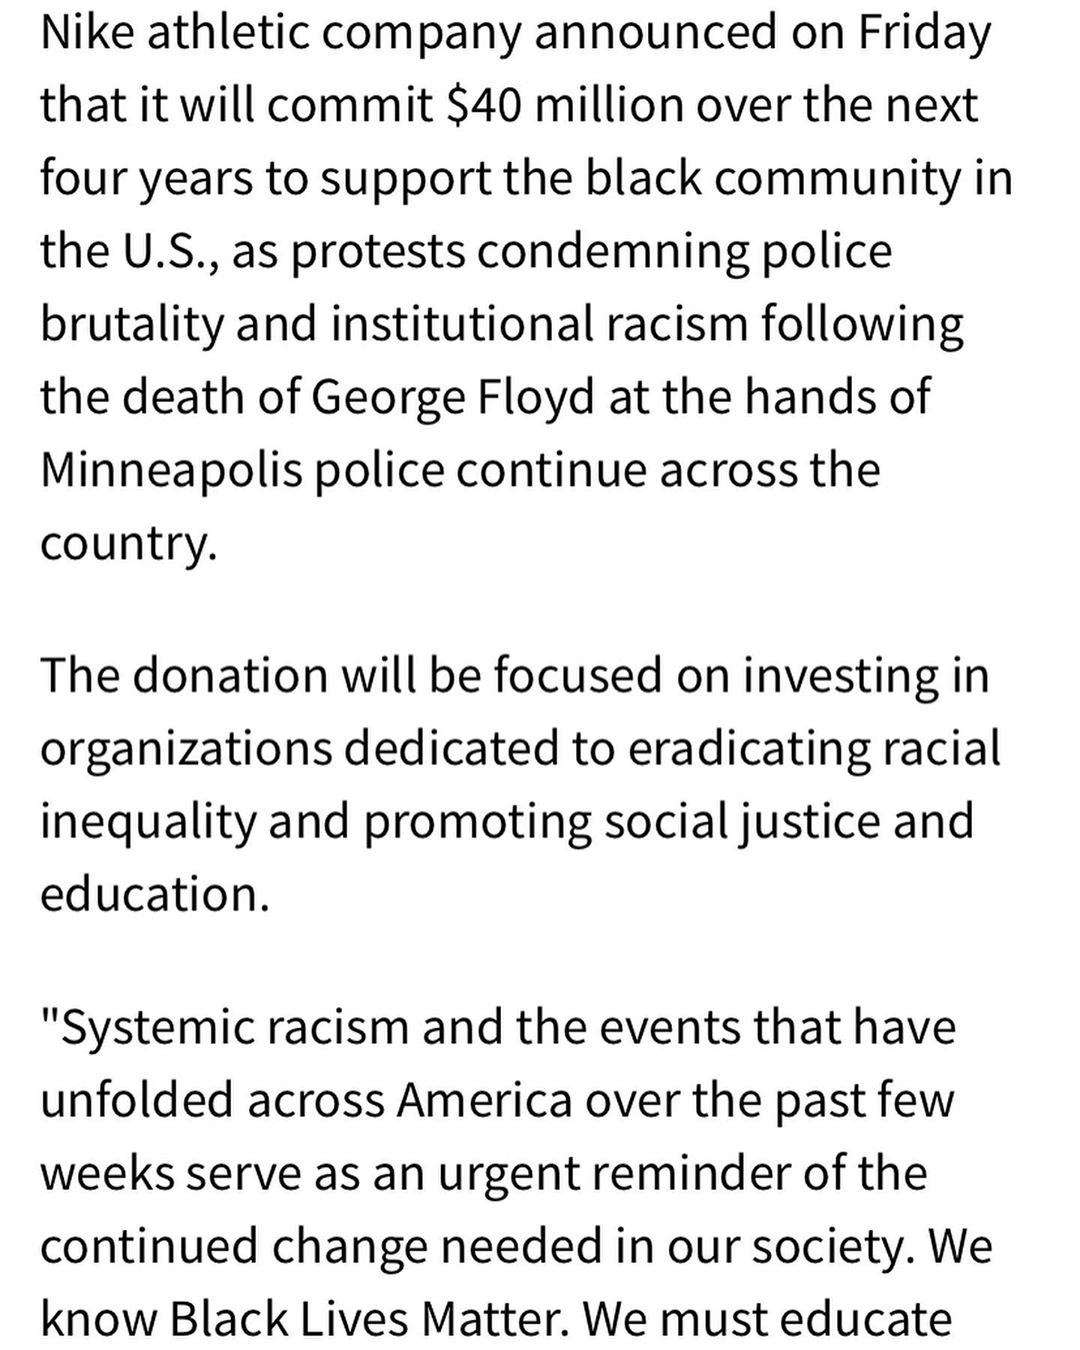 Nike athletic company announced on Friday
that it will commit $40 million over the next
four years to support the black community in
the U.S., as protests condemning police
brutality and institutional racism following
the death of George Floyd at the hands of
Minneapolis police continue across the
country.
The donation will be focused on investing in
organizations dedicated to eradicating racial
inequality and promoting social justice and
education.
"Systemic racism and the events that have
unfolded across America over the past few
weeks serve as an urgent reminder of the
continued change needed in our society. We
know Black Lives Matter. We must educate